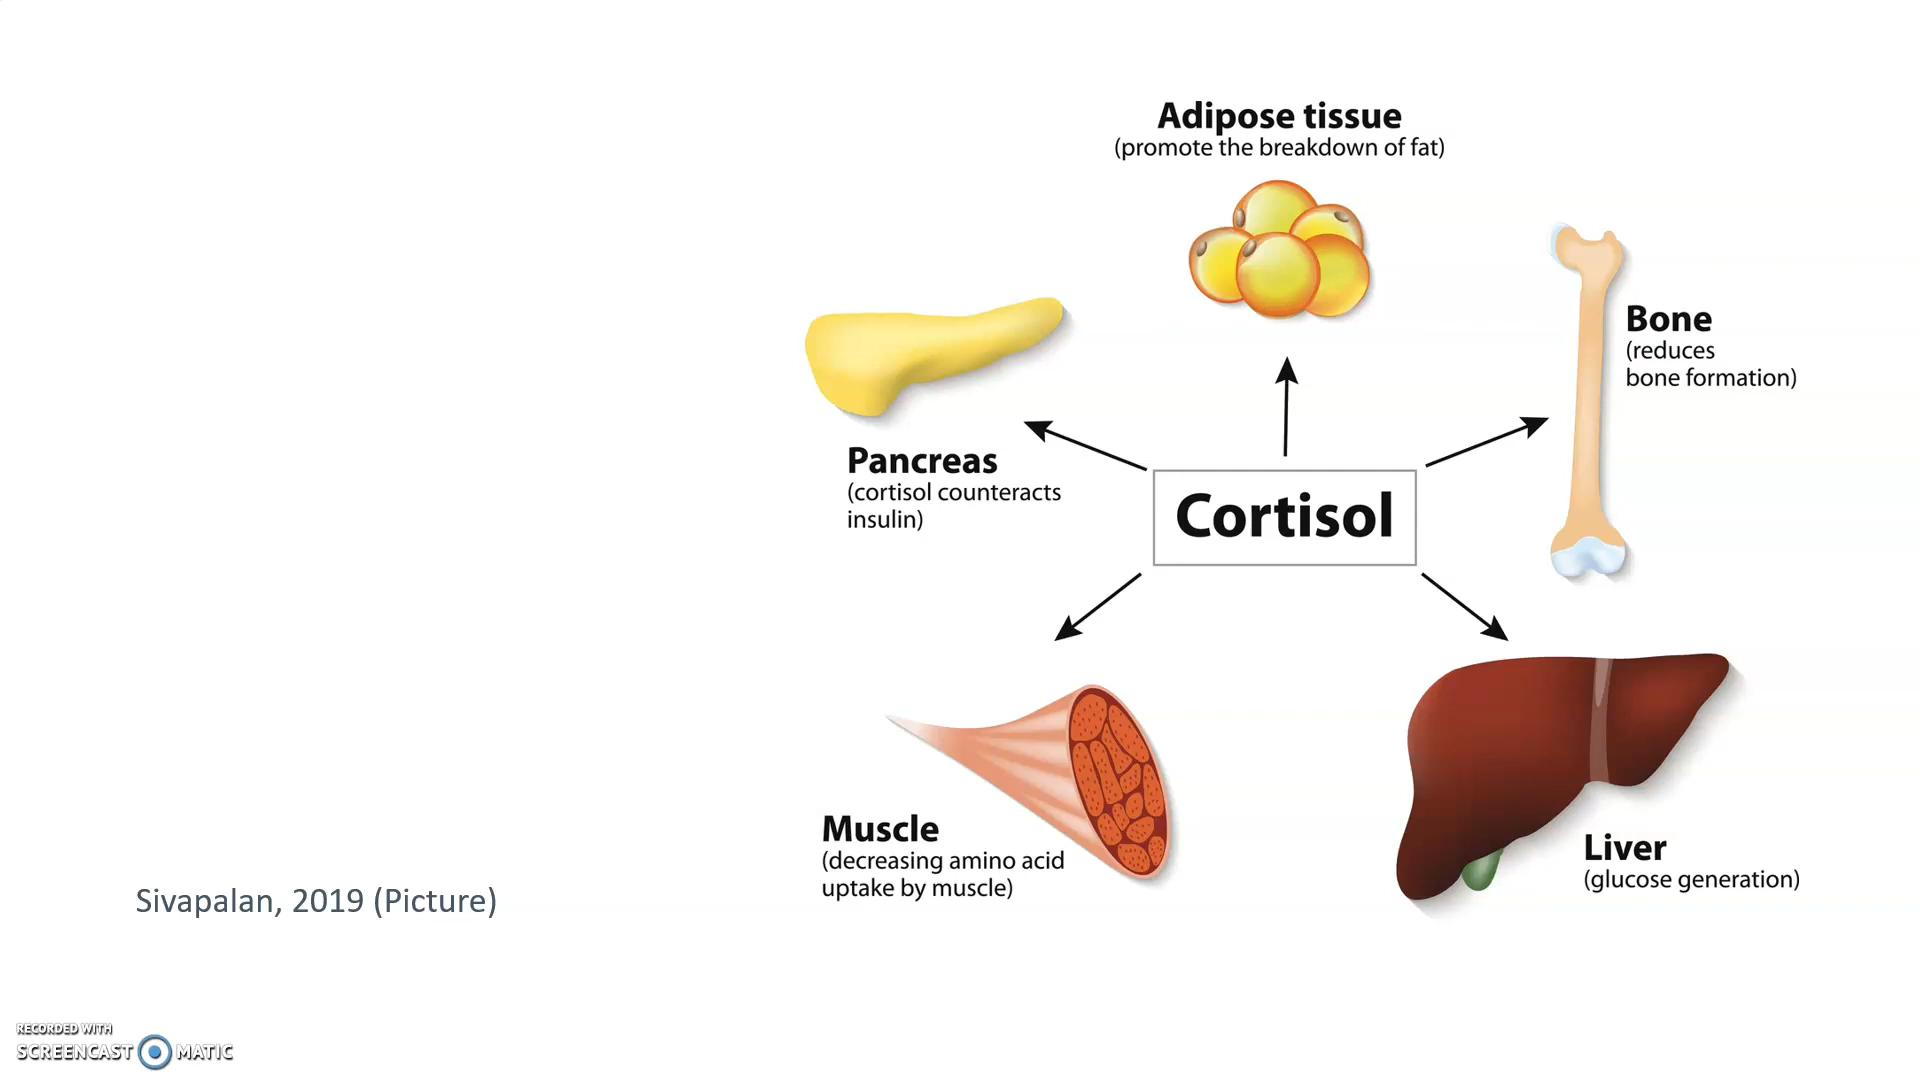 Adipose tissue
(promote the breakdown of fat)
Bone
(reduces
bone formation)
Pancreas
(cortisol counteracts
insulin)
Cortisol
Muscle
(decreasing amino acid
uptake by muscle)
Liver
(glucose generation)
Sivapalan, 2019 (Picture)
RECORDED WITH
SCREENCAST MATIC